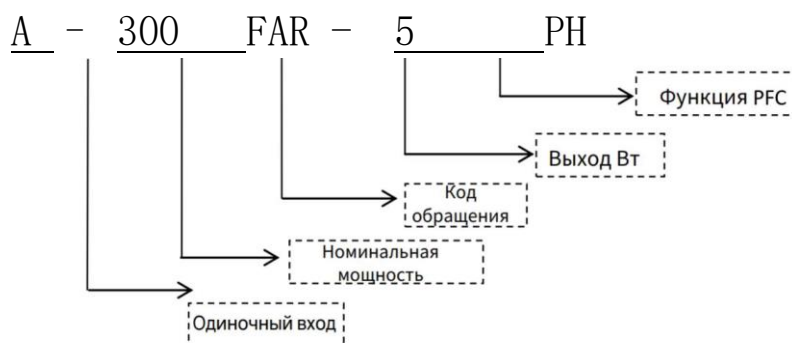 A - 300 FAR - 5 PH
Функция PFC
Выход Вт
Код
обращения
Номинальная
мощность
Одиночный вход